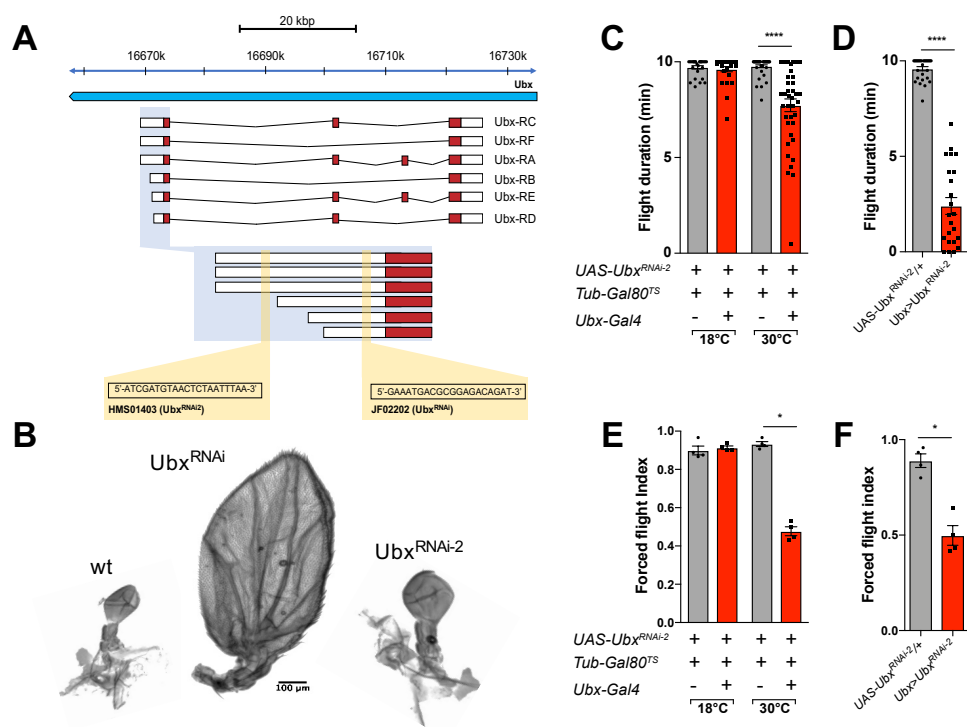 A
20 kbp
16670k 16690k 16710k 16730k
Ubx
Ubx-RC
Ubx-RF
Ubx-RA
Ubx-RB
Ubx-RE
Ubx-RD
5'-ATCGATGTAACTCTAATTTAA-3'
HMS01403 (Ubx^RNAi2)
5'-GAAATGACGCGGAGACAGAT-3'
JF02202 (Ubx^RNAi)
B
wt
Ubx^RNAi
Ubx^RNAi-2
100 µm
C
Flight duration (min)
10
5
0
****
UAS-Ubx^RNAi-2 + + + +
Tub-Gal80^TS + + + +
Ubx-Gal4 - + - +
18°C 30°C
D
Flight duration (min)
10
5
0
****
UAS-Ubx^RNAi-2/+
Ubx>Ubx^RNAi-2
E
Forced flight Index
1.0
0.8
0.6
0.4
0.2
0
*
UAS-Ubx^RNAi-2 + + + +
Tub-Gal80^TS + + + +
Ubx-Gal4 - + - +
18°C 30°C
F
Forced flight index
1.0
0.5
0
*
UAS-Ubx^RNAi-2/+
Ubx>Ubx^RNAi-2